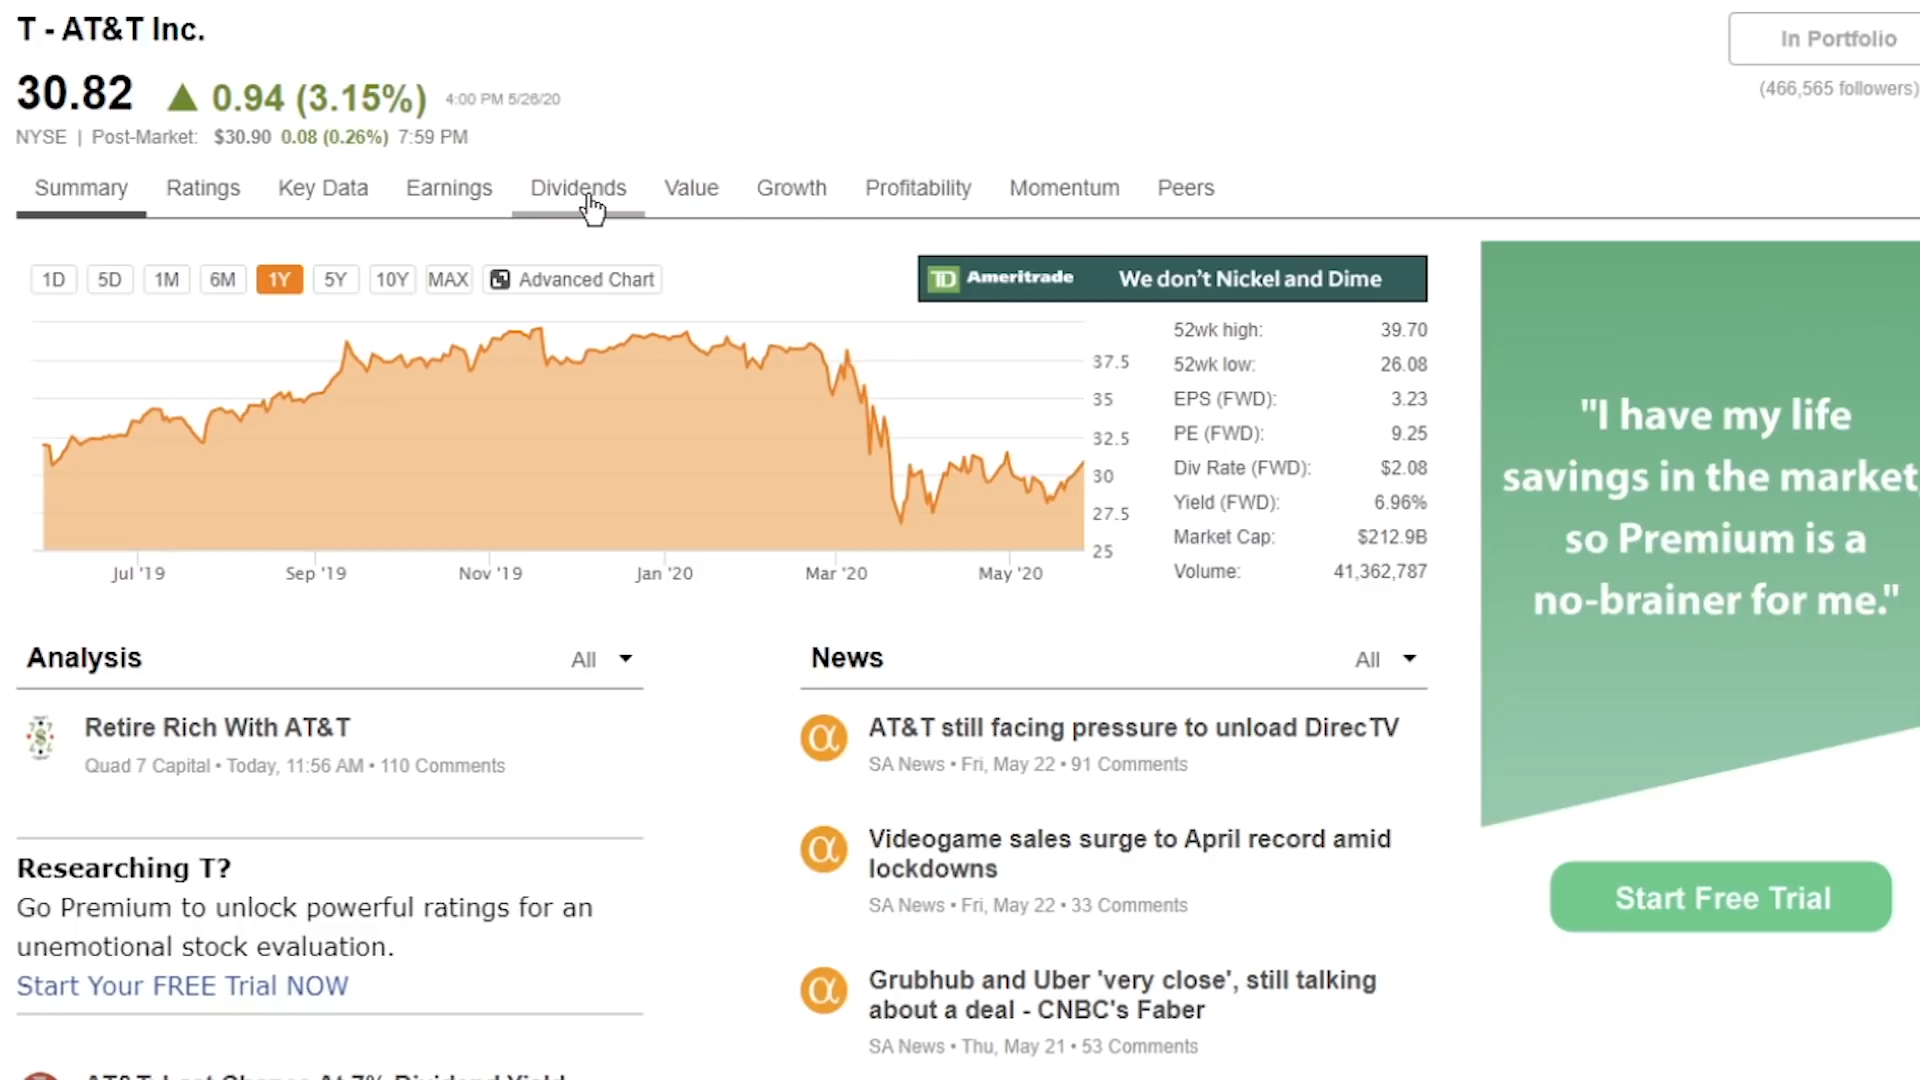 T - AT&T Inc.
In Portfolio
30.82 0.94 (3.15%) 4:00 PM 5/26/20
(466,565 followers)
NYSE | Post-Market: $30.90 0.08 (0.26%) 7:59 PM
Summary Ratings Key Data Earnings Dividends Value Growth Profitability Momentum Peers
1D 5D 1M 6M 1Y 5Y 10Y MAX Advanced Chart
TD Ameritrade We don't Nickel and Dime
37.5
35
32.5
30
27.5
25
Jul '19 Sep '19 Nov '19 Jan '20 Mar '20 May '20
52wk high: 39.70
52wk low: 26.08
EPS (FWD): 3.23
PE (FWD): 9.25
Div Rate (FWD): $2.08
Yield (FWD): 6.96%
Market Cap: $212.9B
Volume: 41,362,787
"I have my life
savings in the market,
so Premium is a
no-brainer for me."
Start Free Trial
Analysis All
Retire Rich With AT&T
Quad 7 Capital • Today, 11:56 AM • 110 Comments
Researching T?
Go Premium to unlock powerful ratings for an
unemotional stock evaluation.
Start Your FREE Trial NOW
AT&T: Last Chance At 7% Dividend Yield
News All
α AT&T still facing pressure to unload DirecTV
SA News • Fri, May 22 • 91 Comments
α Videogame sales surge to April record amid
lockdowns
SA News • Fri, May 22 • 33 Comments
α Grubhub and Uber 'very close', still talking
about a deal - CNBC's Faber
SA News • Thu, May 21 • 53 Comments